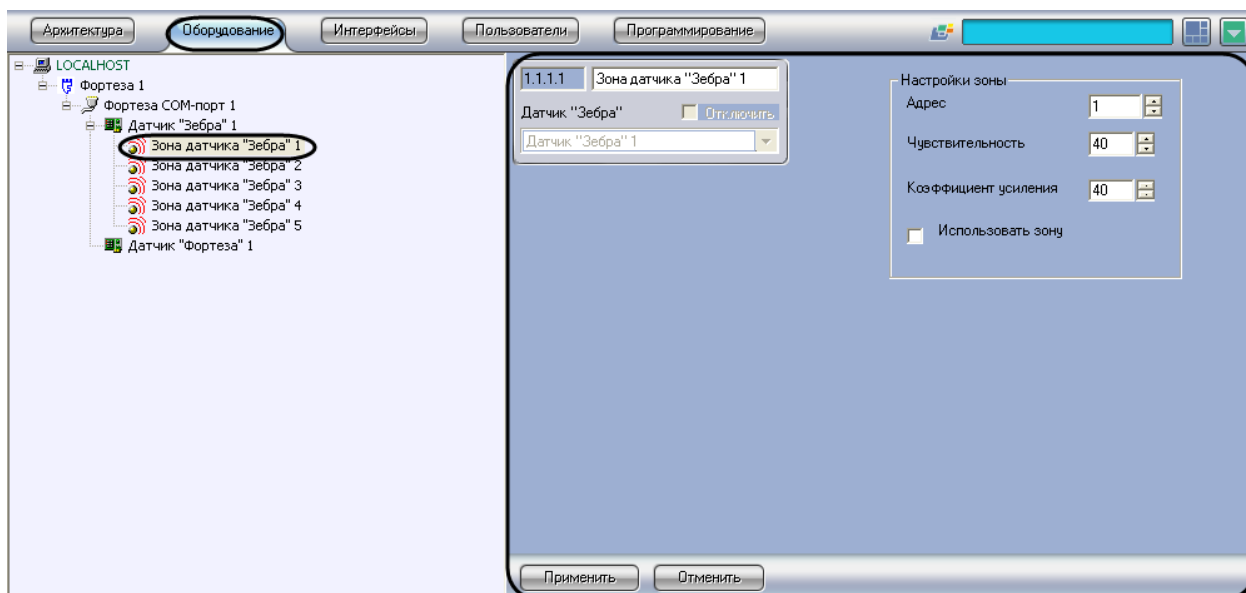 Архитектура Оборудование Интерфейсы Пользователи Программирование
LOCALHOST
Фортеза 1
Фортеза COM-порт 1
Датчик "Зебра" 1
Зона датчика "Зебра" 1
Зона датчика "Зебра" 2
Зона датчика "Зебра" 3
Зона датчика "Зебра" 4
Зона датчика "Зебра" 5
Датчик "Фортеза" 1
1.1.1.1 Зона датчика "Зебра" 1
Датчик "Зебра" Отключить
Датчик "Зебра" 1
Настройки зоны
Адрес 1
Чувствительность 40
Коэффициент усиления 40
Использовать зону
Применить Отменить